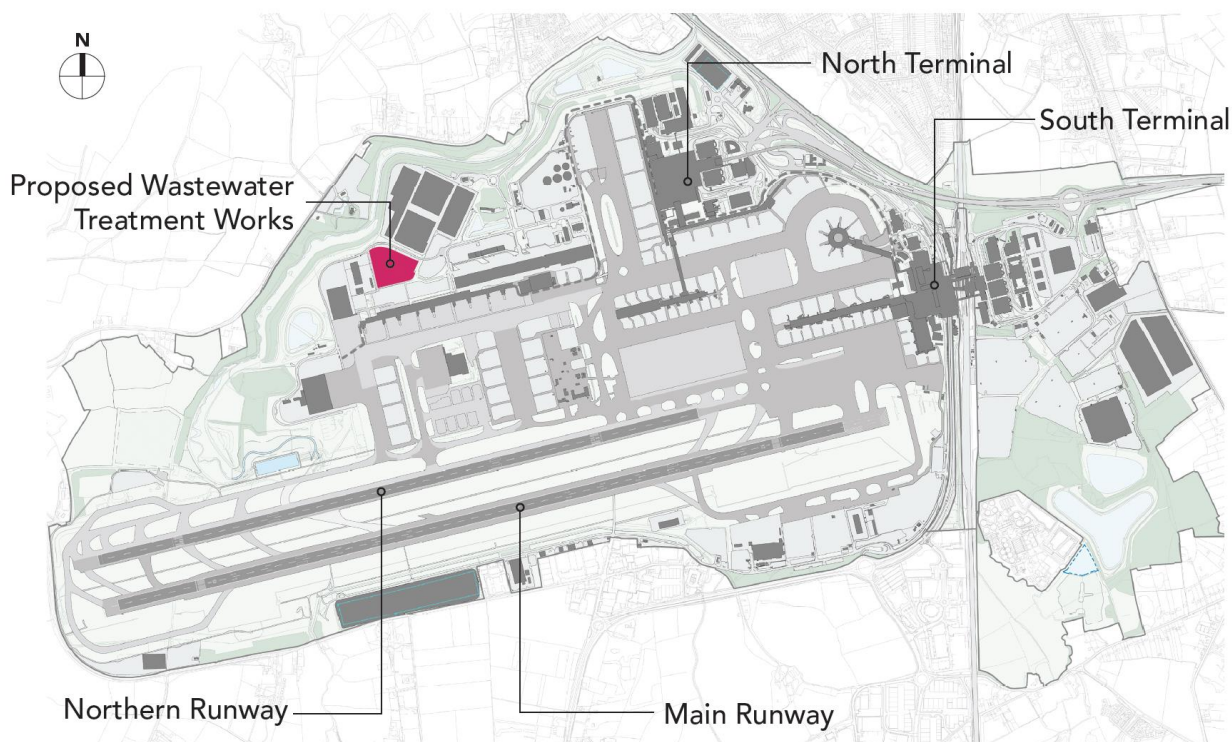 N
North Terminal
South Terminal
Proposed Wastewater
Treatment Works
Northern Runway
Main Runway